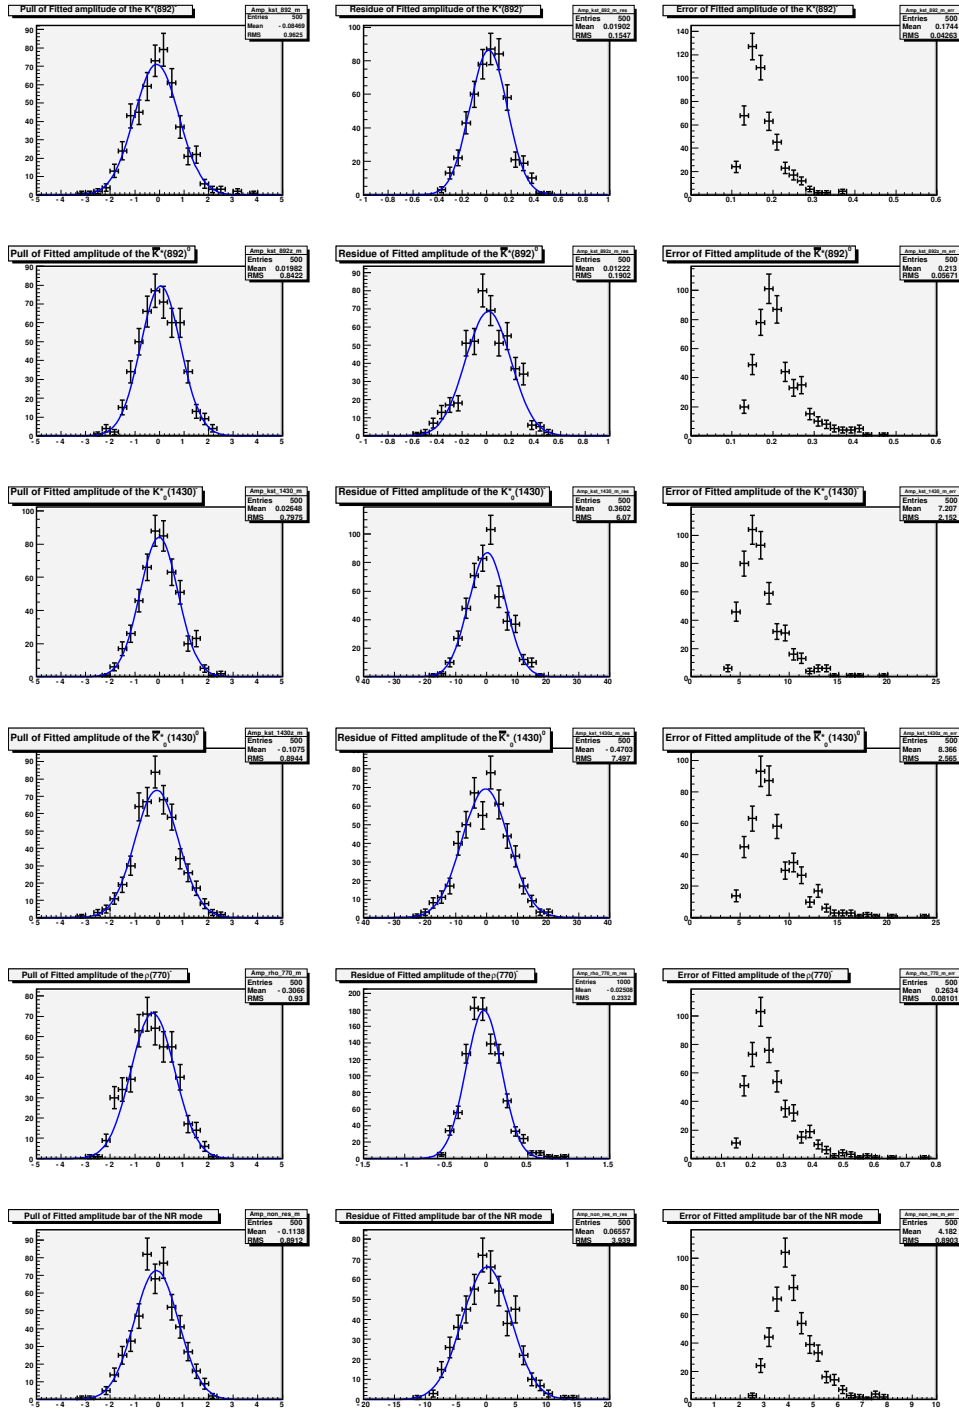 Pull of Fitted amplitude of the K*(892)-
Amp_kst_892_m
Entries 500
Mean - 0.08469
RMS 0.9625
Residue of Fitted amplitude of the K*(892)-
Amp_kst_892_m_res
Entries 500
Mean 0.01902
RMS 0.1547
Error of Fitted amplitude of the K*(892)-
Amp_kst_892_m_err
Entries 500
Mean 0.1744
RMS 0.04263
Pull of Fitted amplitude of the K̅*(892)0
Amp_kst_892z_m
Entries 500
Mean 0.01982
RMS 0.8422
Residue of Fitted amplitude of the K̅*(892)0
Amp_kst_892z_m_res
Entries 500
Mean 0.01222
RMS 0.1902
Error of Fitted amplitude of the K̅*(892)0
Amp_kst_892z_m_err
Entries 500
Mean 0.213
RMS 0.05671
Pull of Fitted amplitude of the K*0(1430)-
Amp_kst_1430_m
Entries 500
Mean 0.02648
RMS 0.7975
Residue of Fitted amplitude of the K*0(1430)-
Amp_kst_1430_m_res
Entries 500
Mean 0.3602
RMS 6.07
Error of Fitted amplitude of the K*0(1430)-
Amp_kst_1430_m_err
Entries 500
Mean 7.207
RMS 2.152
Pull of Fitted amplitude of the K̅*0(1430)0
Amp_kst_1430z_m
Entries 500
Mean - 0.1075
RMS 0.8944
Residue of Fitted amplitude of the K̅*0(1430)0
Amp_kst_1430z_m_res
Entries 500
Mean - 0.4703
RMS 7.497
Error of Fitted amplitude of the K̅*0(1430)0
Amp_kst_1430z_m_err
Entries 500
Mean 8.366
RMS 2.565
Pull of Fitted amplitude of the ρ(770)-
Amp_rho_770_m
Entries 500
Mean - 0.3066
RMS 0.93
Residue of Fitted amplitude of the ρ(770)-
Amp_rho_770_m_res
Entries 1000
Mean - 0.02508
RMS 0.2332
Error of Fitted amplitude of the ρ(770)-
Amp_rho_770_m_err
Entries 500
Mean 0.2634
RMS 0.08101
Pull of Fitted amplitude bar of the NR mode
Amp_non_res_m
Entries 500
Mean - 0.1138
RMS 0.8912
Residue of Fitted amplitude bar of the NR mode
Amp_non_res_m_res
Entries 500
Mean 0.06557
RMS 3.939
Error of Fitted amplitude bar of the NR mode
Amp_non_res_m_err
Entries 500
Mean 4.182
RMS 0.8903